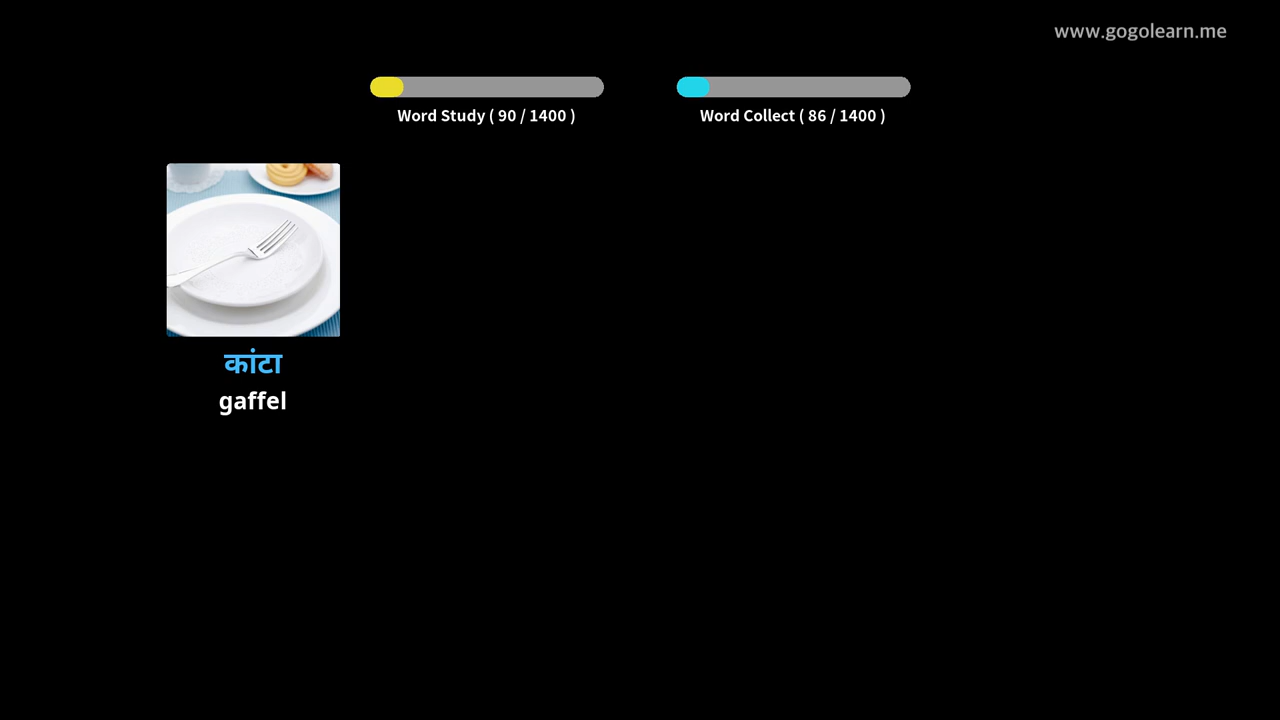 www.gogolearn.me
Word Study ( 90 / 1400 )
Word Collect ( 86 / 1400 )
कांटा
gaffel